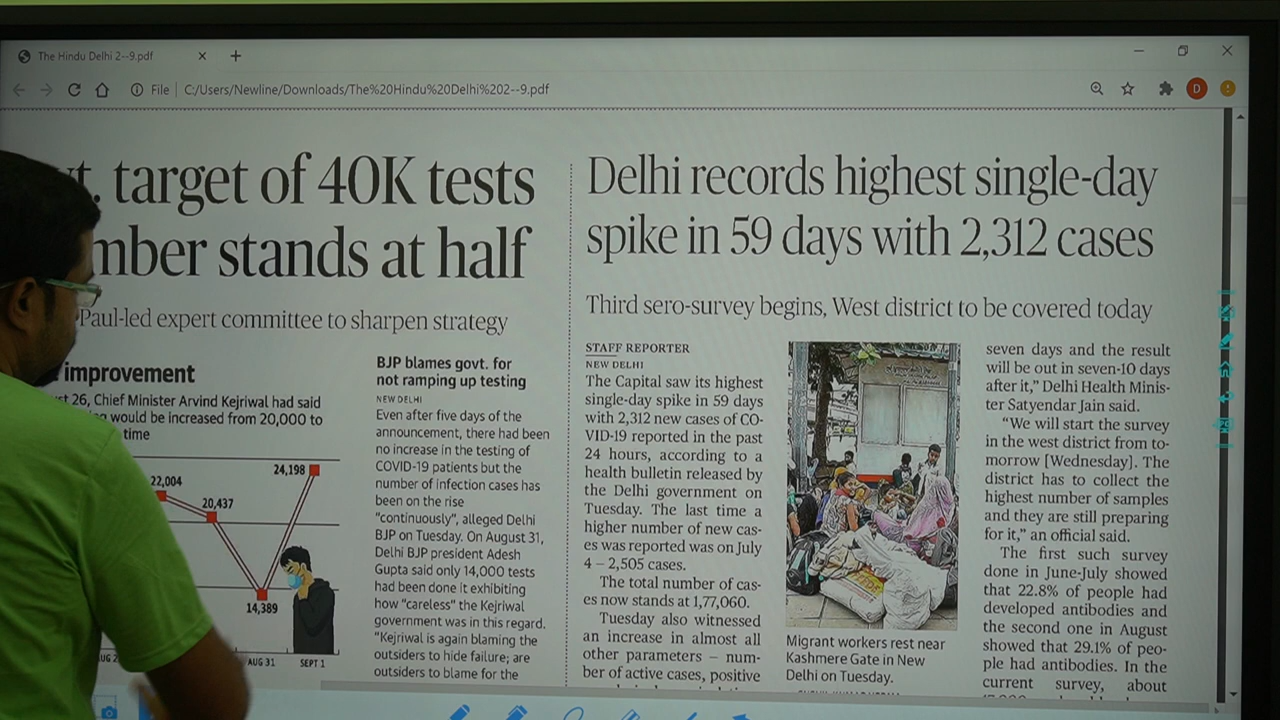 The Hindu Delhi 2--9.pdf
File
C:/Users/Newline/Downloads/The%20Hindu%20Delhi%202--9.pdf
D
target of 40K tests
stands at half
Paul-led expert committee to sharpen strategy
improvement
26, Chief Minister Arvind Kejriwal had said
would be increased from 20,000 to
time
22,004
20,437
24,198
14,389
AUG 31
SEPT 1
BJP blames govt. for
not ramping up testing
NEW DELHI
Even after five days of the
announcement, there had been
no increase in the testing of
COVID-19 patients but the
number of infection cases has
been on the rise
"continuously", alleged Delhi
BJP on Tuesday. On August 31,
Delhi BJP president Adesh
Gupta said only 14,000 tests
had been done it exhibiting
how "careless" the Kejriwal
government was in this regard.
"Kejriwal is again blaming the
outsiders to hide failure; are
outsiders to blame for the
Delhi records highest single-day
spike in 59 days with 2,312 cases
Third sero-survey begins, West district to be covered today
STAFF REPORTER
NEW DELHI
The Capital saw its highest
single-day spike in 59 days
with 2,312 new cases of CO-
VID-19 reported in the past
24 hours, according to a
health bulletin released by
the Delhi government on
Tuesday. The last time a
higher number of new cas-
es was reported was on July
4 – 2,505 cases.
The total number of cas-
es now stands at 1,77,060.
Tuesday also witnessed
an increase in almost all
other parameters – num-
ber of active cases, positive
Migrant workers rest near
Kashmere Gate in New
Delhi on Tuesday.
seven days and the result
will be out in seven-10 days
after it," Delhi Health Minis-
ter Satyendar Jain said.
"We will start the survey
in the west district from to-
morrow [Wednesday]. The
district has to collect the
highest number of samples
and they are still preparing
for it," an official said.
The first such survey
done in June-July showed
that 22.8% of people had
developed antibodies and
the second one in August
showed that 29.1% of peo-
ple had antibodies. In the
current survey, about